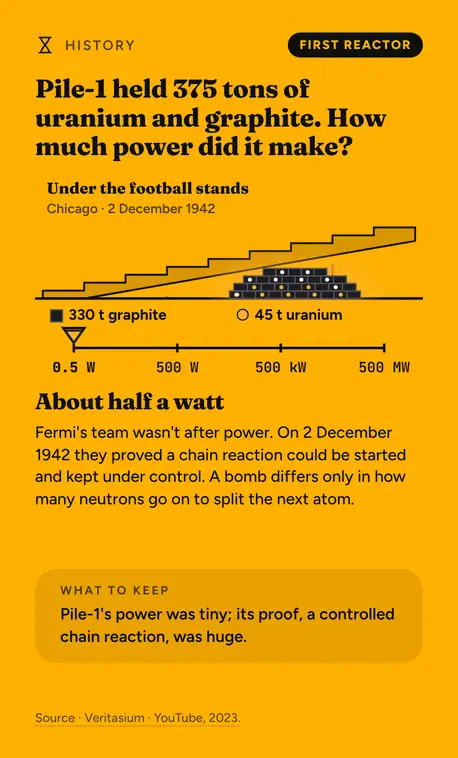 HISTORY
FIRST REACTOR
Pile-1 held 375 tons of
uranium and graphite. How
much power did it make?
Under the football stands
Chicago · 2 December 1942
330 t graphite
45 t uranium
0.5 W
500 W
500 kW
500 MW
About half a watt
Fermi's team wasn't after power. On 2 December
1942 they proved a chain reaction could be started
and kept under control. A bomb differs only in how
many neutrons go on to split the next atom.
WHAT TO KEEP
Pile-1's power was tiny; its proof, a controlled
chain reaction, was huge.
Source · Veritasium · YouTube, 2023.